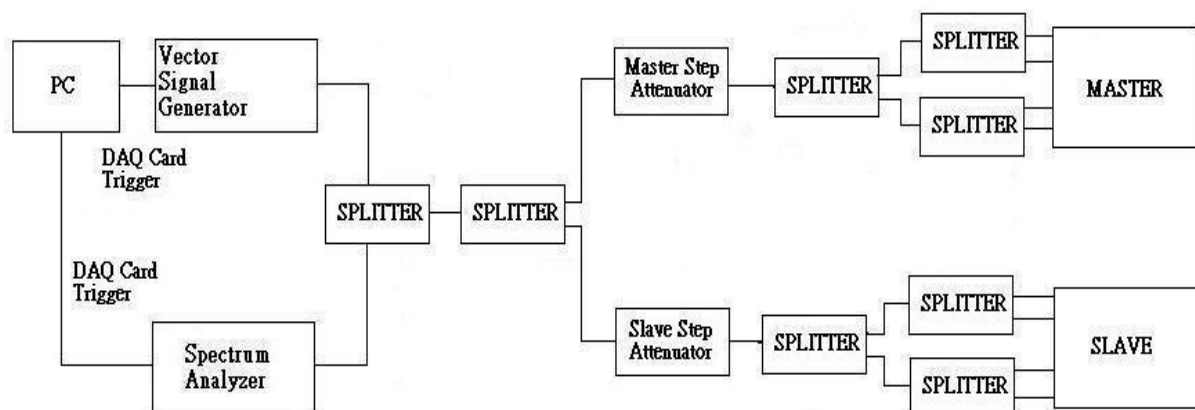 PC
Vector
Signal
Generator
DAQ Card
Trigger
DAQ Card
Trigger
Spectrum
Analyzer
SPLITTER
SPLITTER
Master Step
Attenuator
SPLITTER
SPLITTER
SPLITTER
MASTER
Slave Step
Attenuator
SPLITTER
SPLITTER
SPLITTER
SLAVE